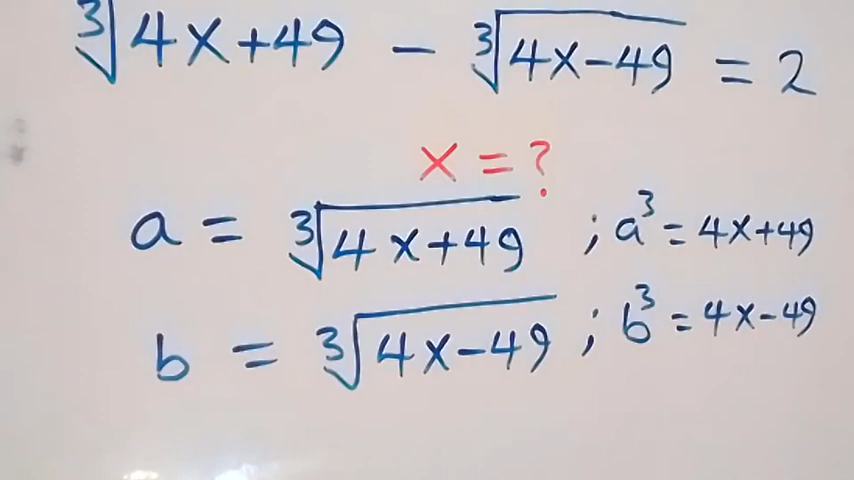 ∛4x+49 − ∛4x−49 = 2
x = ?
a = ∛4x+49 ; a³ = 4x+49
b = ∛4x−49 ; b³ = 4x−49